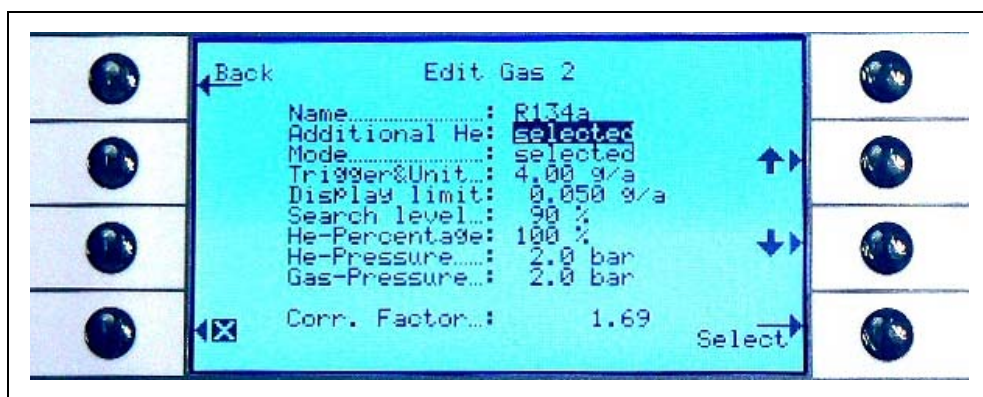 Back Edit Gas 2
Name.........: R134a
Additional He: selected
Mode.........: selected
Trigger&Unit..: 4.00 g/a
Display limit: 0.050 g/a
Search level..: 90 %
He-Percentage: 100 %
He-Pressure....: 2.0 bar
Gas-Pressure...: 2.0 bar
Corr. Factor..: 1.69
Select